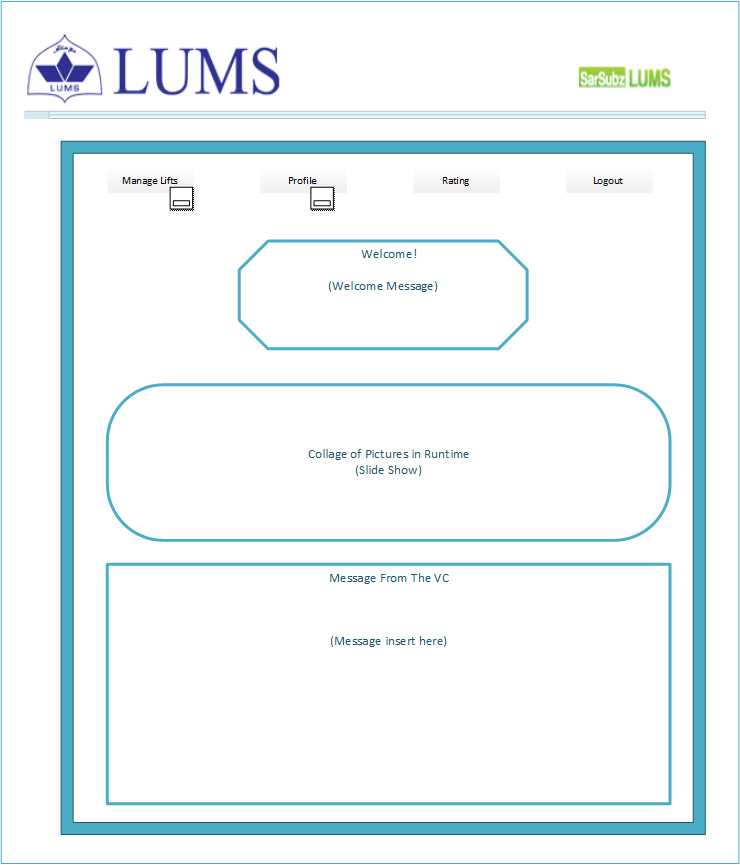 LUMS
LUMS
SarSubz LUMS
Manage Lifts
Profile
Rating
Logout
Welcome!
(Welcome Message)
Collage of Pictures in Runtime
(Slide Show)
Message From The VC
(Message insert here)